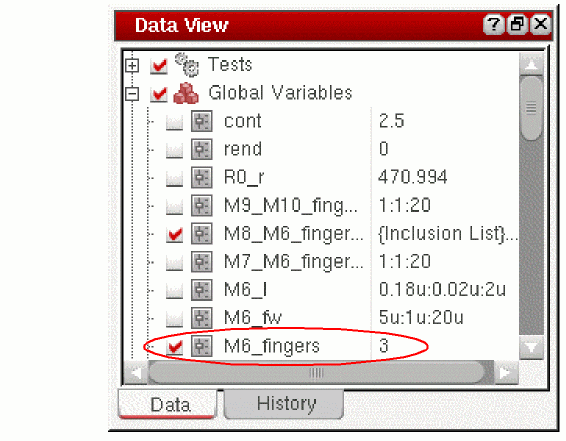 Data View
Tests
Global Variables
cont 2.5
rend 0
R0_r 470.994
M9_M10_fing... 1:1:20
M8_M6_finger... {Inclusion List}...
M7_M6_finger... 1:1:20
M6_l 0.18u:0.02u:2u
M6_fw 5u:1u:20u
M6_fingers 3
Data History